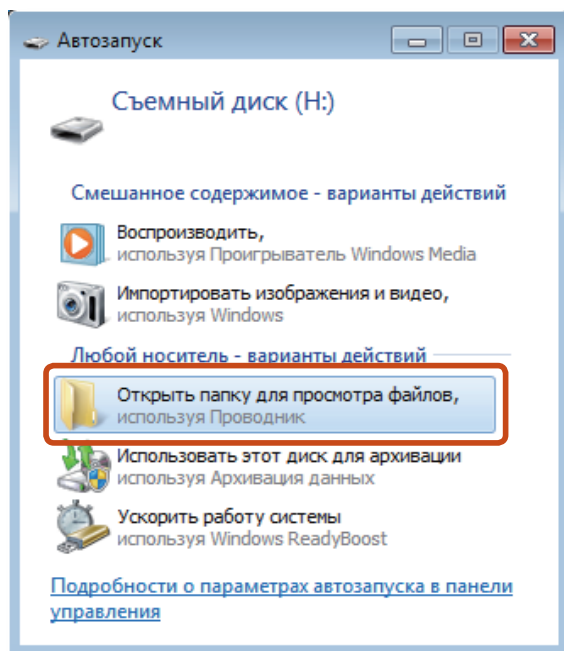 Автозапуск
Съемный диск (H:)
Смешанное содержимое - варианты действий
Воспроизводить,
используя Проигрыватель Windows Media
Импортировать изображения и видео,
используя Windows
Любой носитель - варианты действий
Открыть папку для просмотра файлов,
используя Проводник
Использовать этот диск для архивации
используя Архивация данных
Ускорить работу системы
используя Windows ReadyBoost
Подробности о параметрах автозапуска в панели
управления